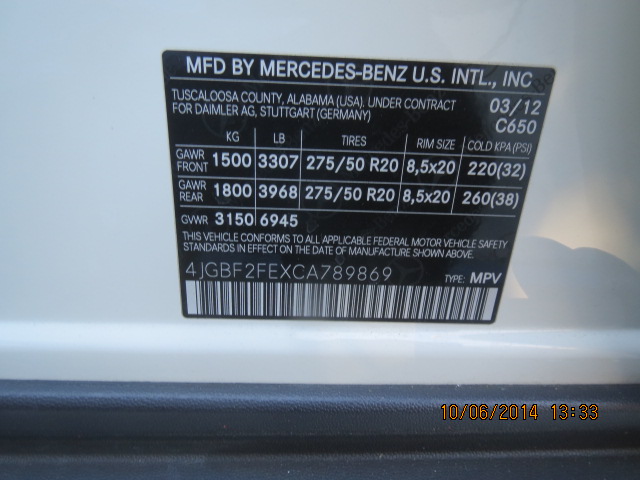 MFD BY MERCEDES-BENZ U.S. INTL., INC
TUSCALOOSA COUNTY, ALABAMA (USA). UNDER CONTRACT 03/12
FOR DAIMLER AG, STUTTGART (GERMANY) C650
KG LB TIRES RIM SIZE COLD KPA (PSI)
GAWR FRONT 1500 3307 275/50 R20 8,5x20 220(32)
GAWR REAR 1800 3968 275/50 R20 8,5x20 260(38)
GVWR 3150 6945
THIS VEHICLE CONFORMS TO ALL APPLICABLE FEDERAL MOTOR VEHICLE SAFETY
STANDARDS IN EFFECT ON THE DATE OF MANUFACTURE SHOWN ABOVE.
4JGBF2FEXCA789869 TYPE: MPV
10/06/2014 13:33